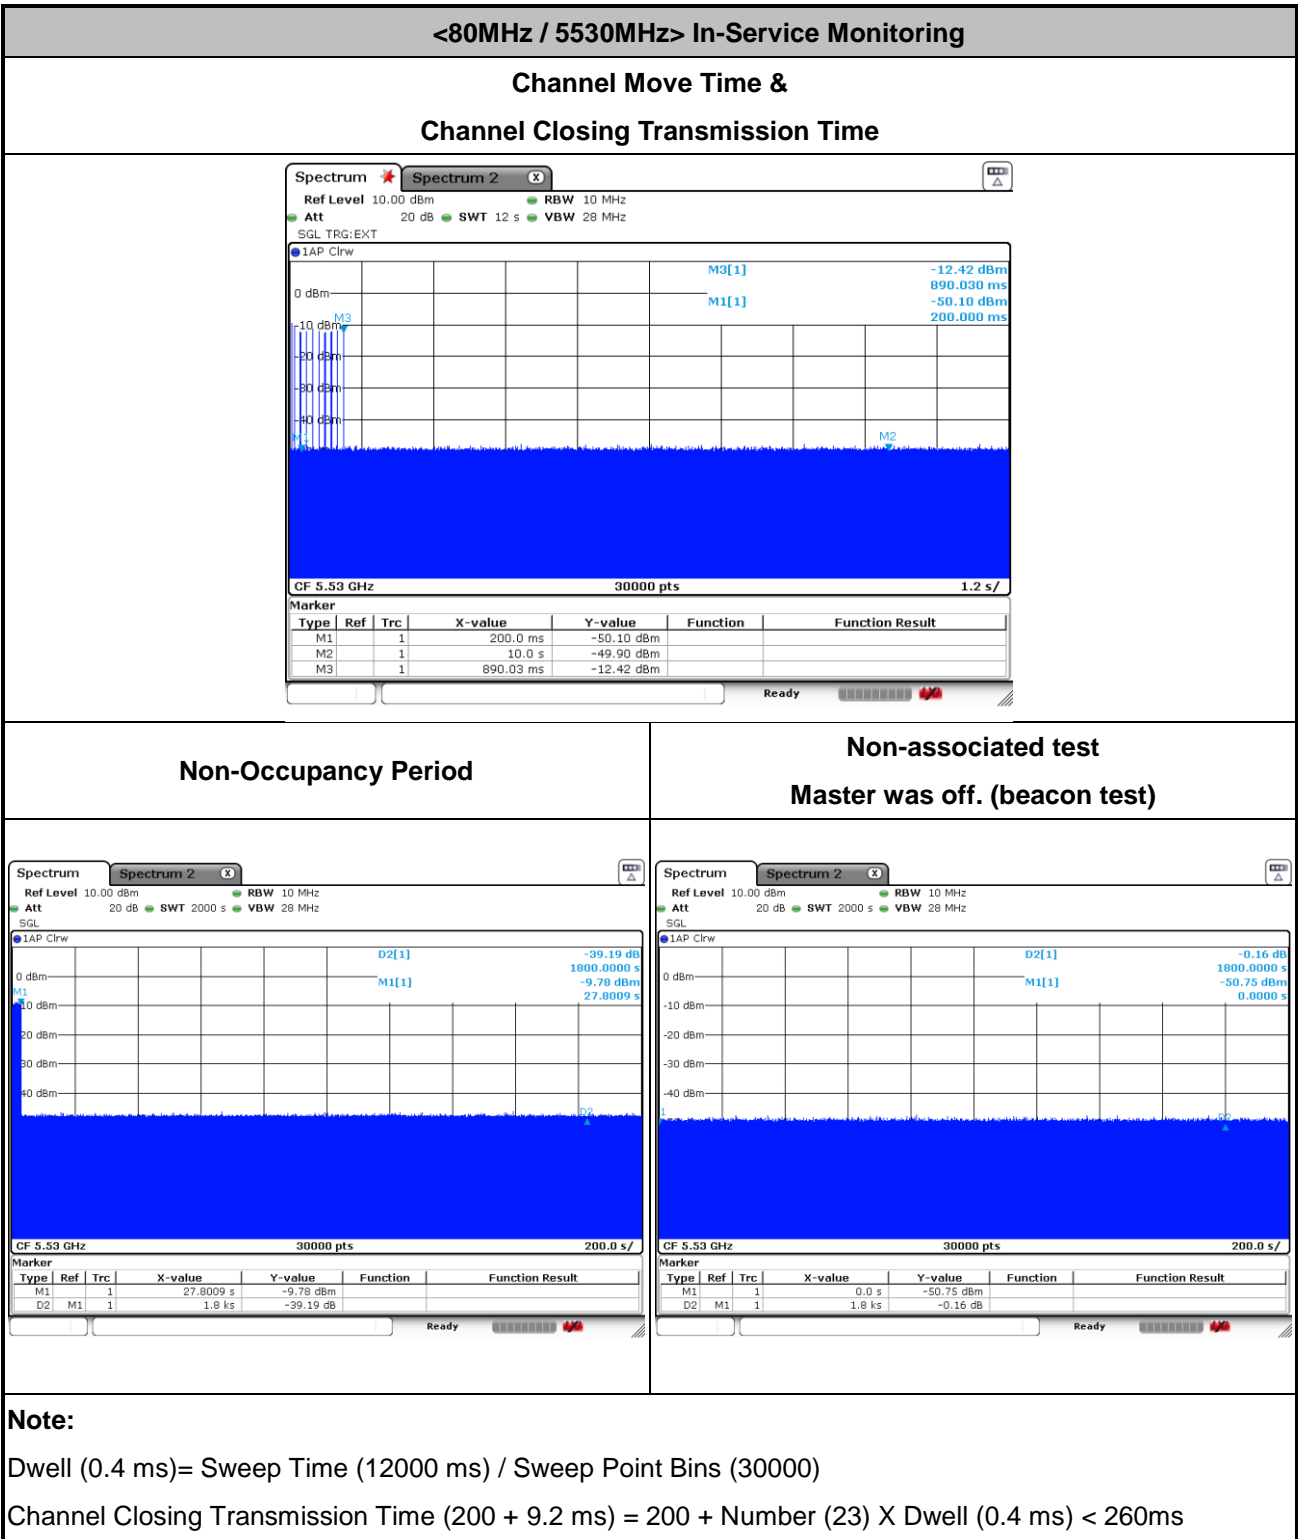 <80MHz / 5530MHz> In-Service Monitoring
Channel Move Time &
Channel Closing Transmission Time
Spectrum Spectrum 2 X
Ref Level 10.00 dBm RBW 10 MHz
Att 20 dB SWT 12 s VBW 28 MHz
SGL TRG:EXT
1AP Clrw
M3[1] -12.42 dBm
890.030 ms
0 dBm
M1[1] -50.10 dBm
200.000 ms
M3
-10 dBm
-20 dBm
-30 dBm
-40 dBm
M1 M2
CF 5.53 GHz 30000 pts 1.2 s/
Marker
Type Ref Trc X-value Y-value Function Function Result
M1 1 200.0 ms -50.10 dBm
M2 1 10.0 s -49.90 dBm
M3 1 890.03 ms -12.42 dBm
Ready
Non-Occupancy Period
Non-associated test
Master was off. (beacon test)
Spectrum Spectrum 2 X
Ref Level 10.00 dBm RBW 10 MHz
Att 20 dB SWT 2000 s VBW 28 MHz
SGL
1AP Clrw
D2[1] -39.19 dB
1800.0000 s
0 dBm
M1[1] -9.78 dBm
27.8009 s
M1
10 dBm
20 dBm
30 dBm
40 dBm
D2
CF 5.53 GHz 30000 pts 200.0 s/
Marker
Type Ref Trc X-value Y-value Function Function Result
M1 1 27.8009 s -9.78 dBm
D2 M1 1 1.8 ks -39.19 dB
Ready
Spectrum Spectrum 2 X
Ref Level 10.00 dBm RBW 10 MHz
Att 20 dB SWT 2000 s VBW 28 MHz
SGL
1AP Clrw
D2[1] -0.16 dB
1800.0000 s
0 dBm
M1[1] -50.75 dBm
0.0000 s
-10 dBm
-20 dBm
-30 dBm
-40 dBm
1 D2
CF 5.53 GHz 30000 pts 200.0 s/
Marker
Type Ref Trc X-value Y-value Function Function Result
M1 1 0.0 s -50.75 dBm
D2 M1 1 1.8 ks -0.16 dB
Ready
Note:
Dwell (0.4 ms)= Sweep Time (12000 ms) / Sweep Point Bins (30000)
Channel Closing Transmission Time (200 + 9.2 ms) = 200 + Number (23) X Dwell (0.4 ms) < 260ms